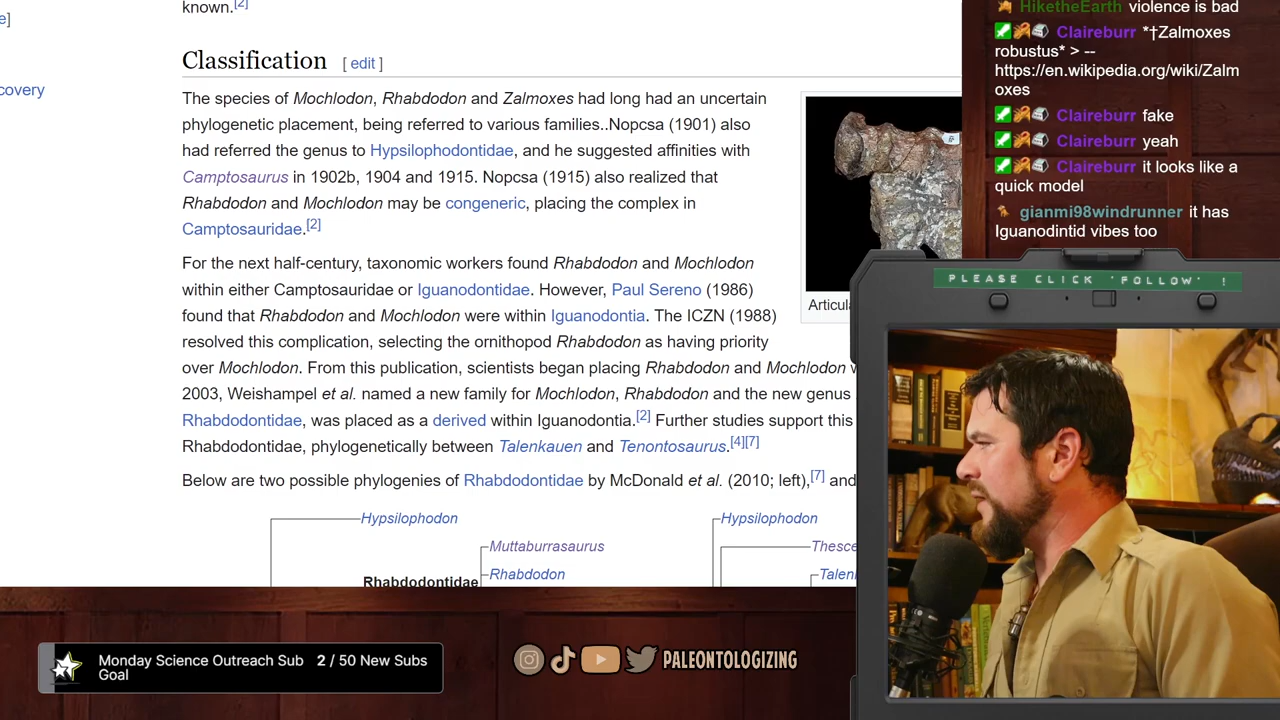 known.[2]
e]
covery
Classification [ edit ]
The species of Mochlodon, Rhabdodon and Zalmoxes had long had an uncertain
phylogenetic placement, being referred to various families..Nopcsa (1901) also
had referred the genus to Hypsilophodontidae, and he suggested affinities with
Camptosaurus in 1902b, 1904 and 1915. Nopcsa (1915) also realized that
Rhabdodon and Mochlodon may be congeneric, placing the complex in
Camptosauridae.[2]
For the next half-century, taxonomic workers found Rhabdodon and Mochlodon
within either Camptosauridae or Iguanodontidae. However, Paul Sereno (1986)
found that Rhabdodon and Mochlodon were within Iguanodontia. The ICZN (1988)
resolved this complication, selecting the ornithopod Rhabdodon as having priority
over Mochlodon. From this publication, scientists began placing Rhabdodon and Mochlodon w
2003, Weishampel et al. named a new family for Mochlodon, Rhabdodon and the new genus
Rhabdodontidae, was placed as a derived within Iguanodontia.[2] Further studies support this
Rhabdodontidae, phylogenetically between Talenkauen and Tenontosaurus.[4][7]
Below are two possible phylogenies of Rhabdodontidae by McDonald et al. (2010; left),[7] and
Articula
Hypsilophodon
Muttaburrasaurus
Rhabdodontidae
Rhabdodon
Hypsilophodon
Thesce
Talen
HiketheEarth violence is bad
Claireburr *†Zalmoxes
robustus* > --
https://en.wikipedia.org/wiki/Zalm
oxes
Claireburr fake
Claireburr yeah
Claireburr it looks like a
quick model
gianmi98windrunner it has
Iguanodintid vibes too
PLEASE CLICK 'FOLLOW' !
Monday Science Outreach Sub 2 / 50 New Subs
Goal
PALEONTOLOGIZING